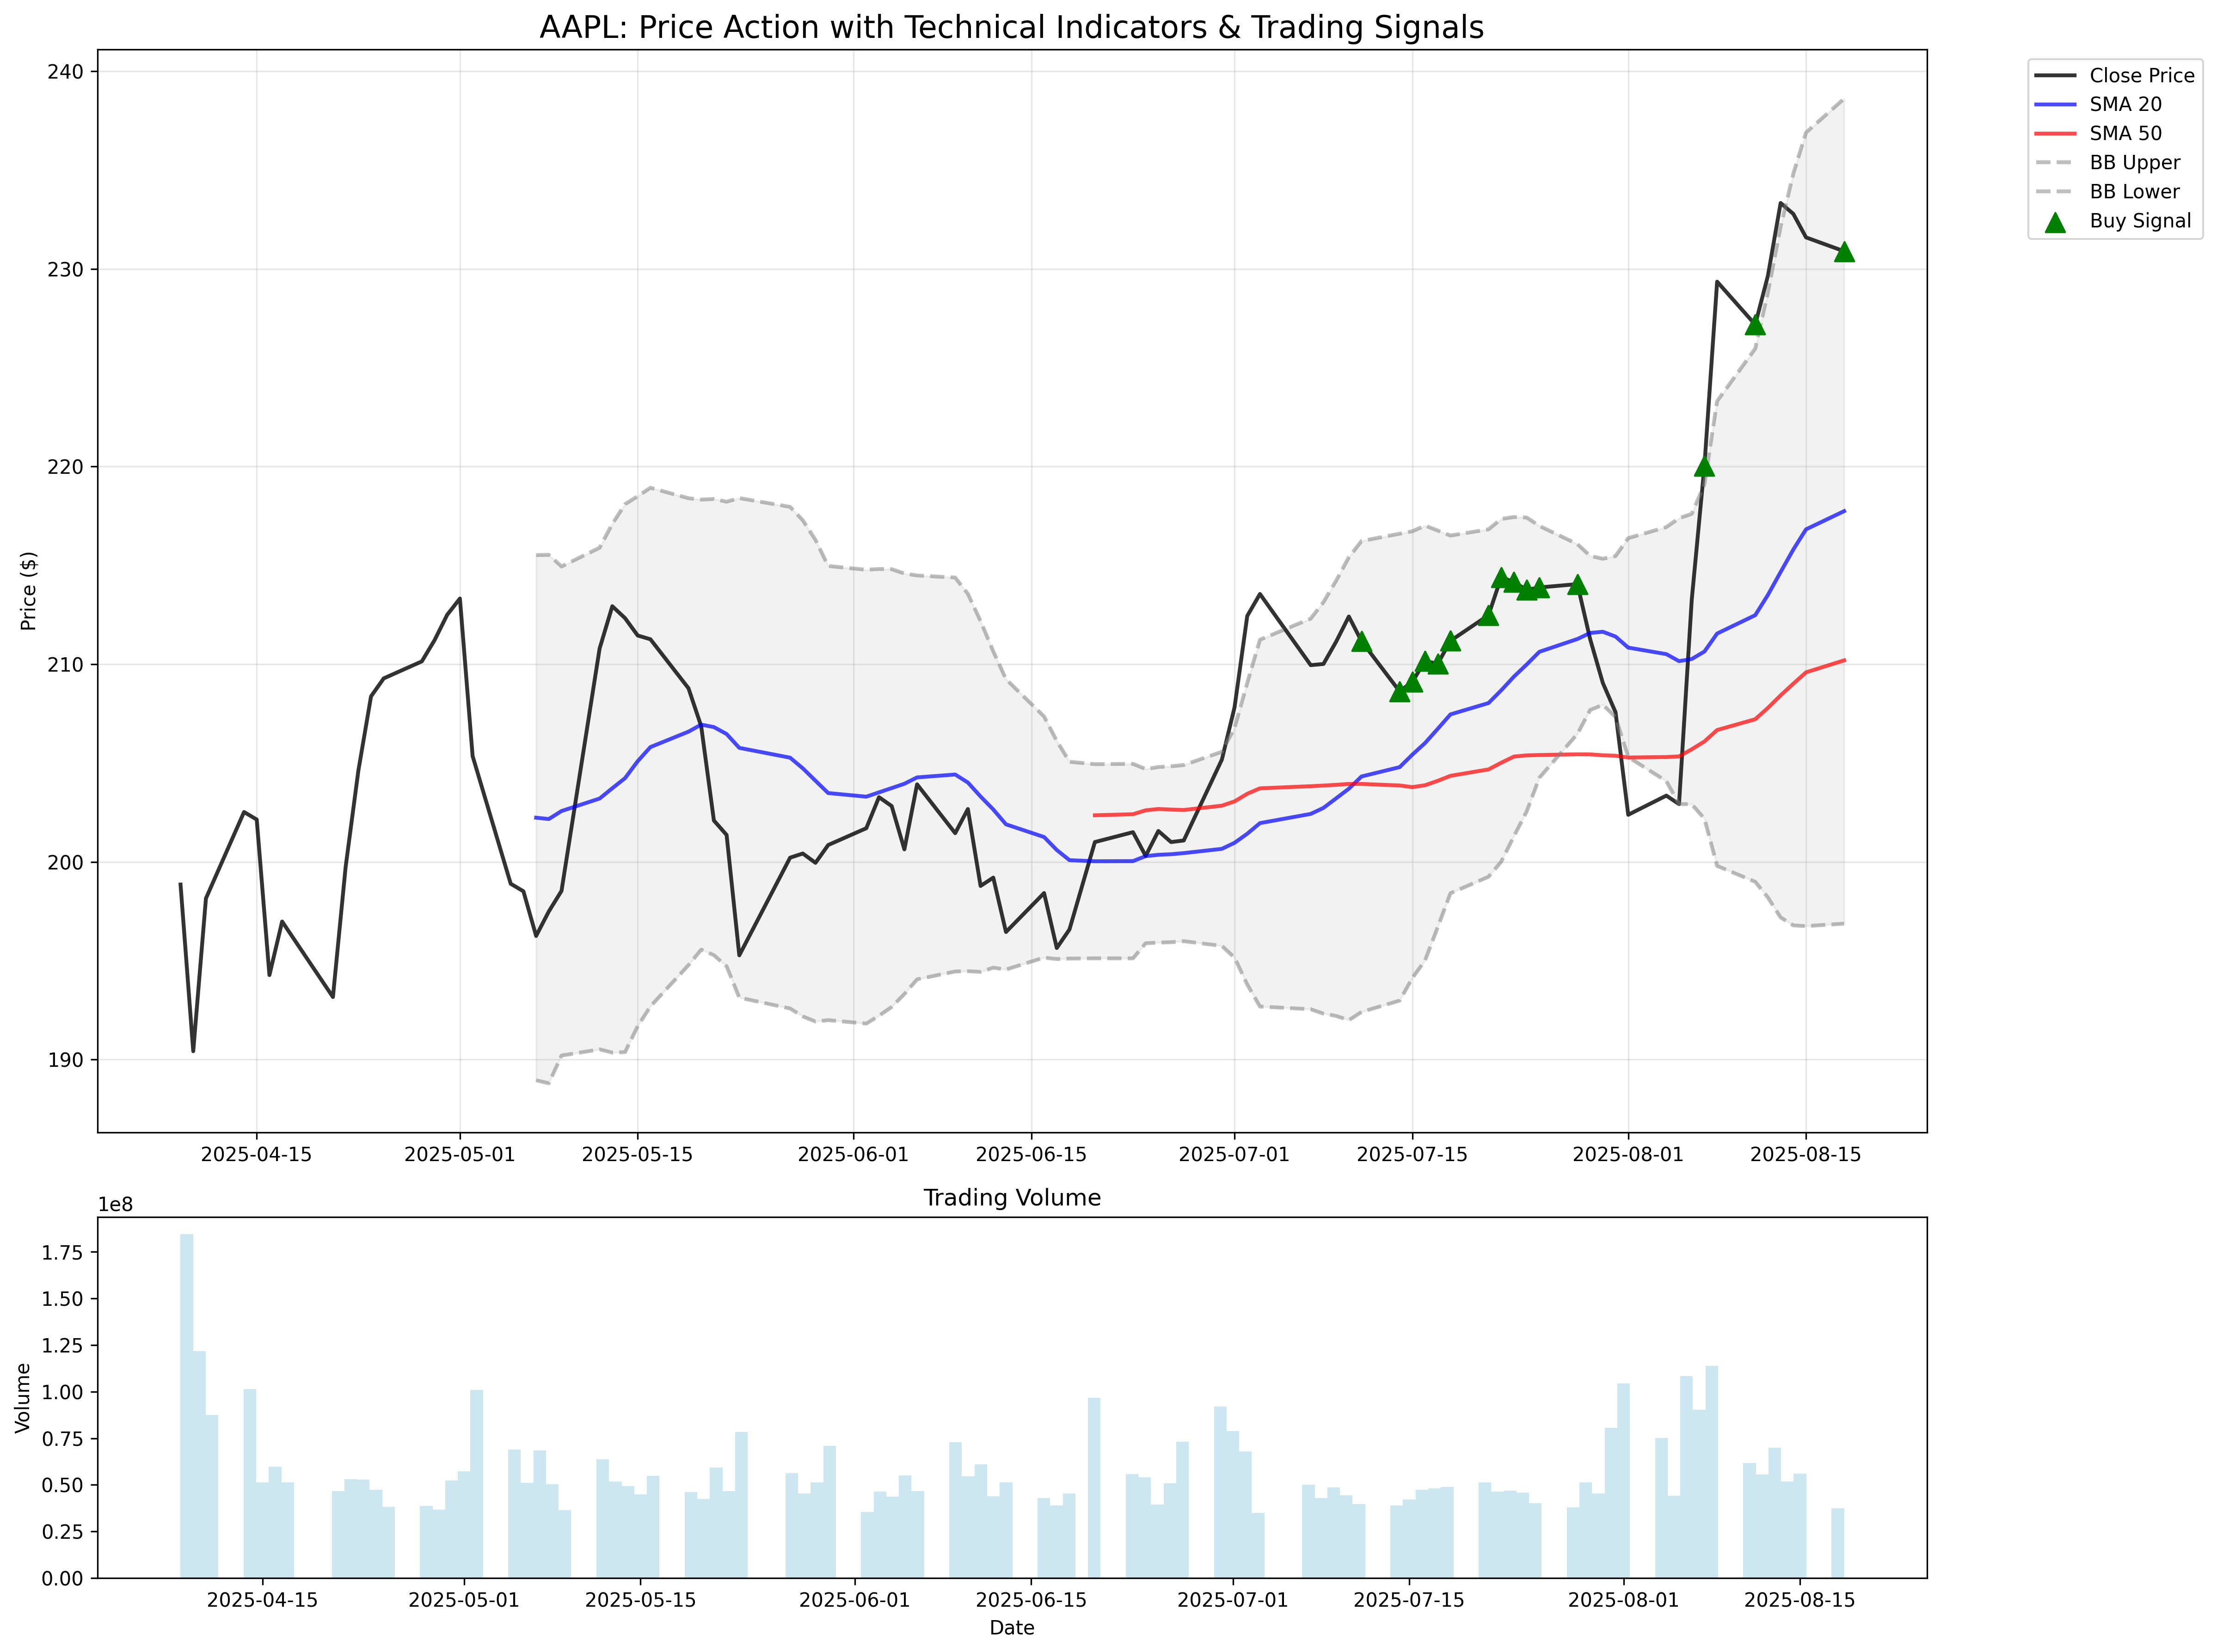 AAPL: Price Action with Technical Indicators & Trading Signals
240
230
220
210
200
190
Price ($)
2025-04-15
2025-05-01
2025-05-15
2025-06-01
2025-06-15
2025-07-01
2025-07-15
2025-08-01
2025-08-15
Close Price
SMA 20
SMA 50
BB Upper
BB Lower
Buy Signal
Trading Volume
1e8
1.75
1.50
1.25
1.00
0.75
0.50
0.25
0.00
Volume
2025-04-15
2025-05-01
2025-05-15
2025-06-01
2025-06-15
2025-07-01
2025-07-15
2025-08-01
2025-08-15
Date